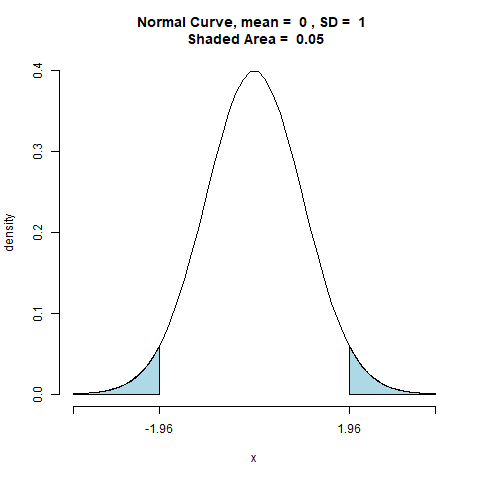 Normal Curve, mean =  0 , SD =  1
Shaded Area =  0.05
density
0.4
0.3
0.2
0.1
0.0
-1.96
1.96
x